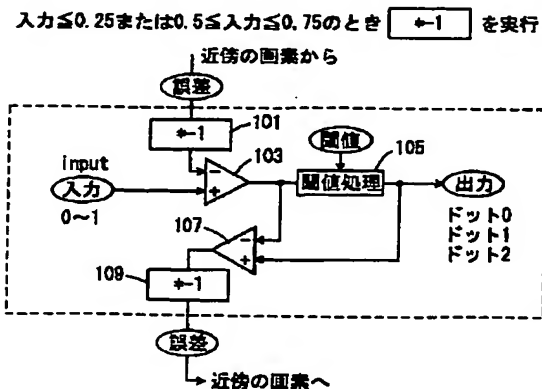 入力≦0.25または0.5≦入力≦0.75のとき *-1 を実行
近傍の画素から
誤差
*-1 101
閾値
103
105
input
入力
0~1
- +
閾値処理
出力
ドット0
ドット1
ドット2
107
- +
109
*-1
誤差
近傍の画素へ